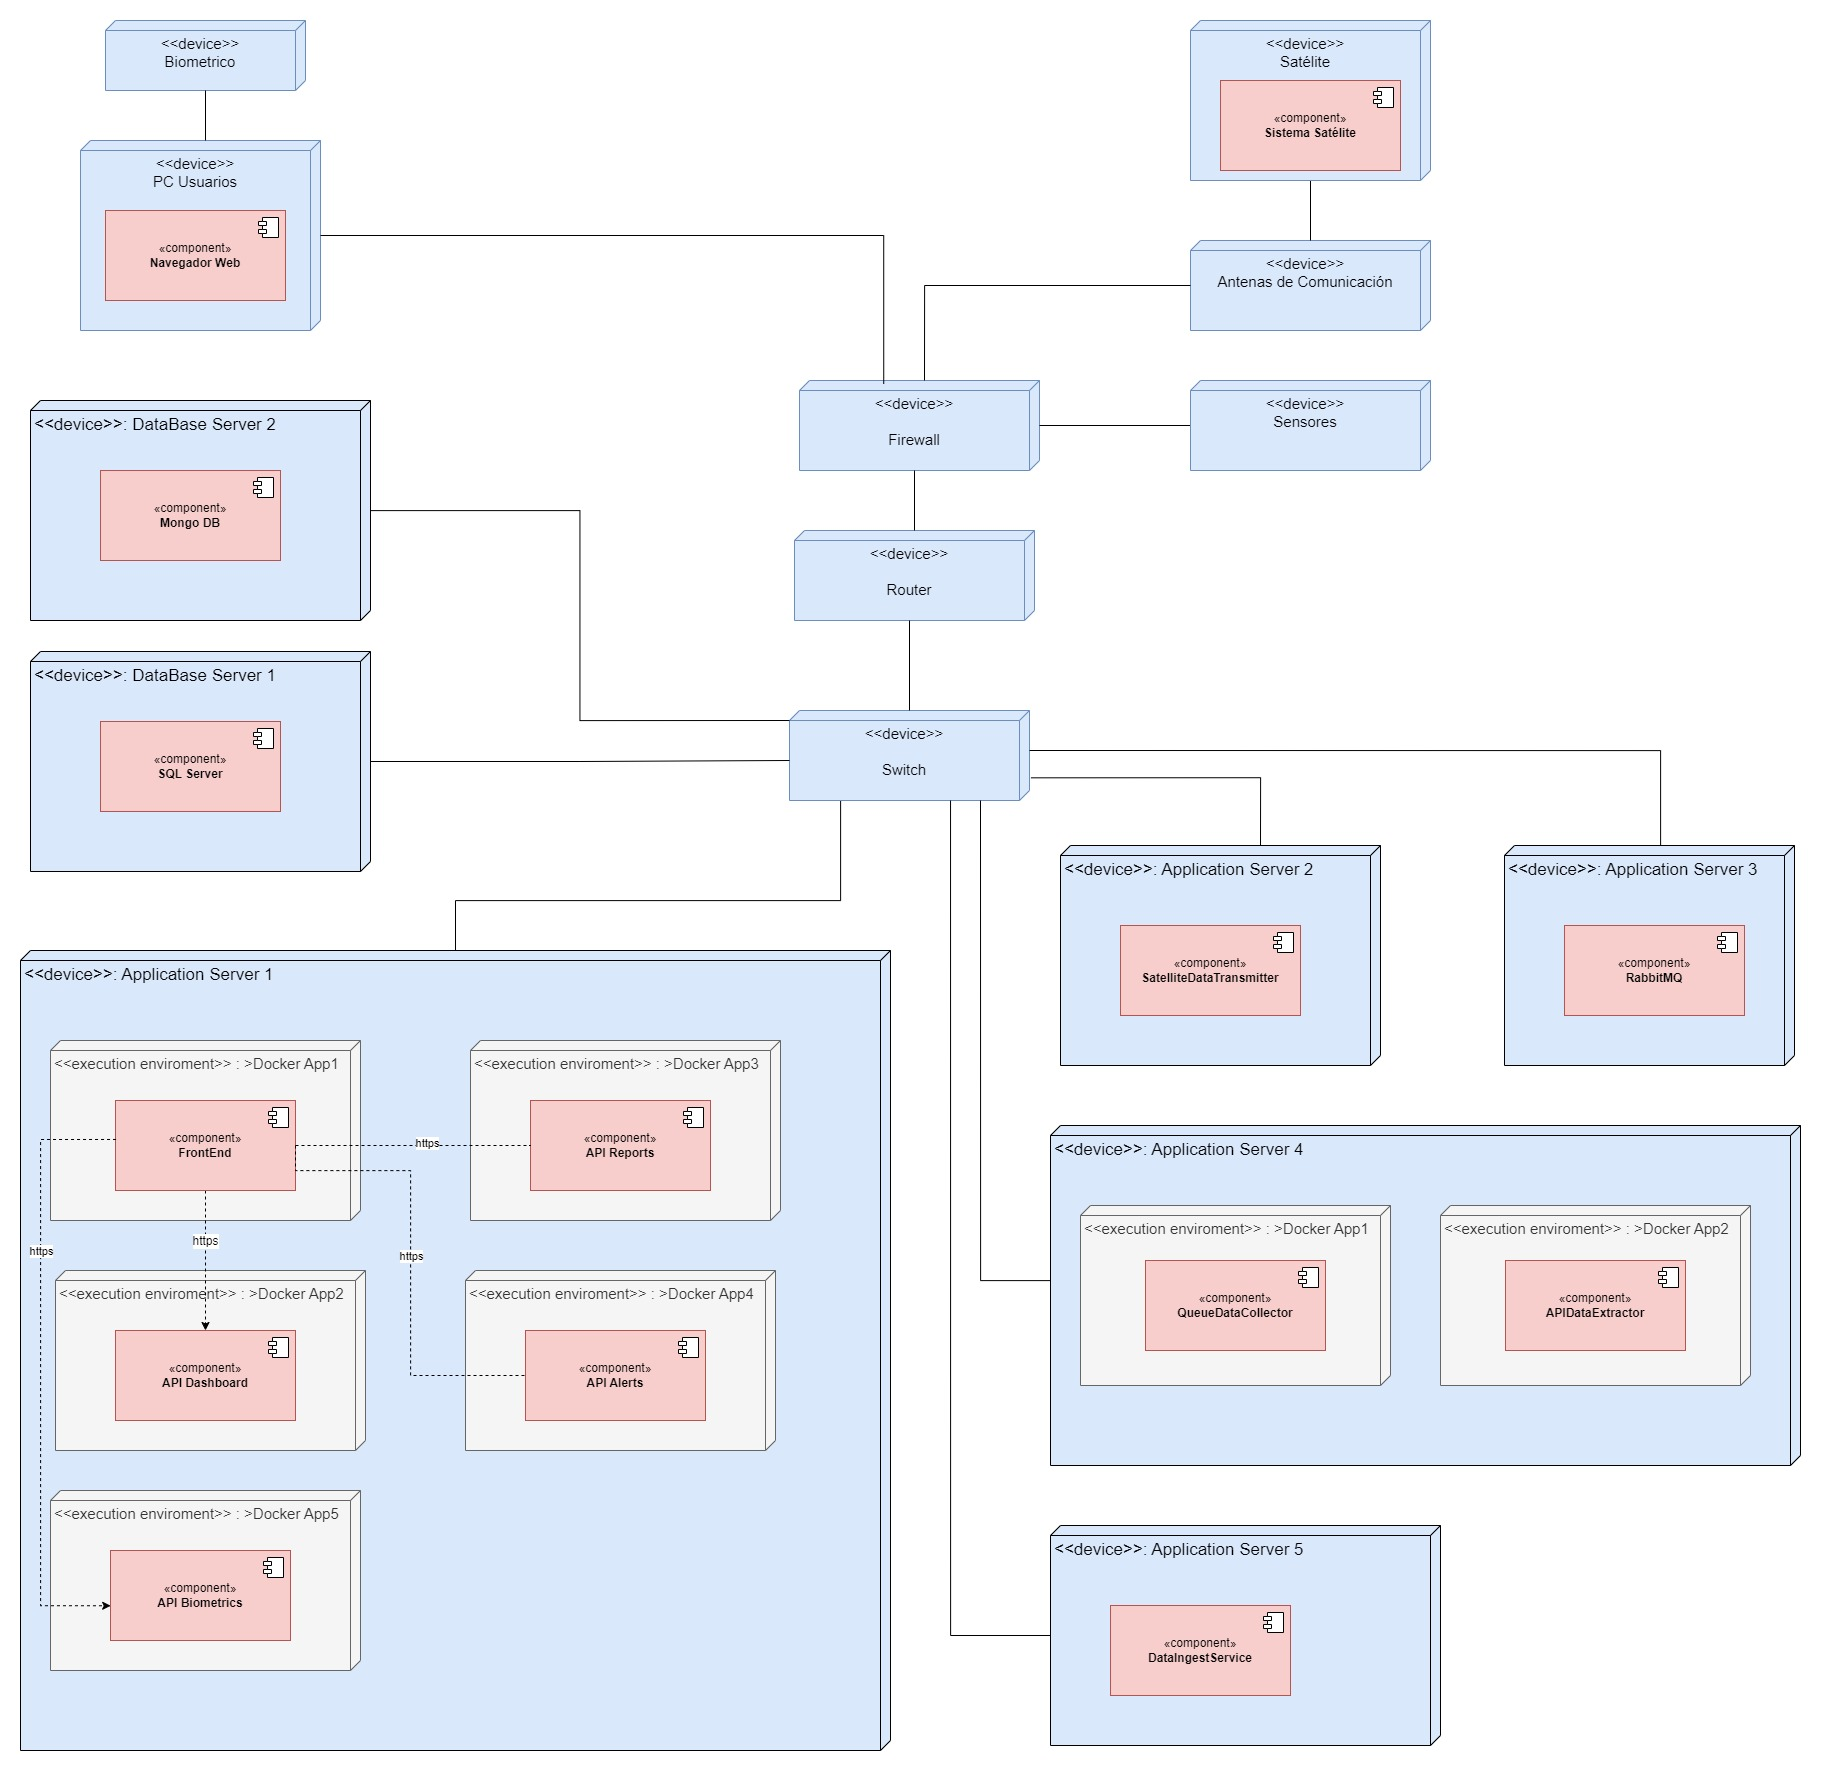 <<device>>
Biometrico
<<device>>
Satélite
«component»
Sistema Satélite
<<device>>
PC Usuarios
«component»
Navegador Web
<<device>>
Antenas de Comunicación
<<device>>
Firewall
<<device>>
Sensores
<<device>>: DataBase Server 2
«component»
Mongo DB
<<device>>
Router
<<device>>: DataBase Server 1
«component»
SQL Server
<<device>>
Switch
<<device>>: Application Server 2
«component»
SatelliteDataTransmitter
<<device>>: Application Server 3
«component»
RabbitMQ
<<device>>: Application Server 1
<<execution enviroment>> : >Docker App1
«component»
FrontEnd
<<execution enviroment>> : >Docker App3
«component»
API Reports
https
https
https
https
<<execution enviroment>> : >Docker App2
«component»
API Dashboard
<<execution enviroment>> : >Docker App4
«component»
API Alerts
<<execution enviroment>> : >Docker App5
«component»
API Biometrics
<<device>>: Application Server 4
<<execution enviroment>> : >Docker App1
«component»
QueueDataCollector
<<execution enviroment>> : >Docker App2
«component»
APIDataExtractor
<<device>>: Application Server 5
«component»
DataIngestService